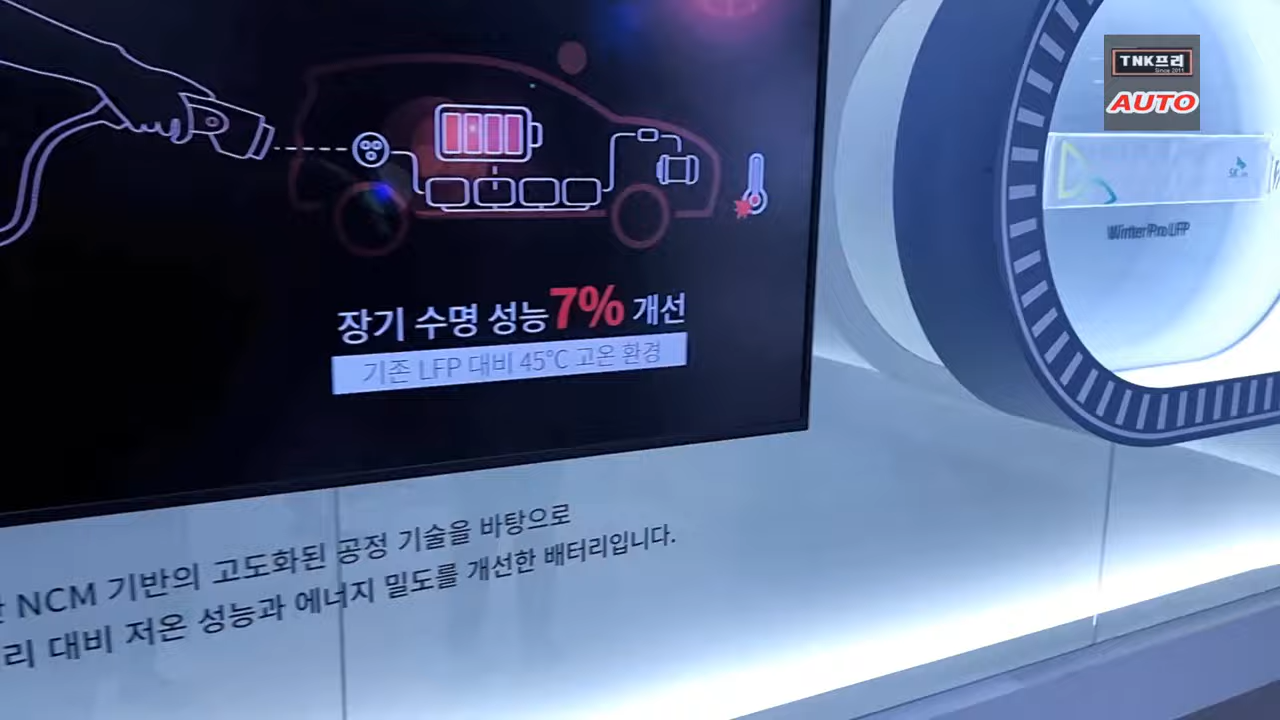 TNK프리
Since 2011
AUTO
SK
Winter Pro LFP
장기 수명 성능 7% 개선
기존 LFP 대비 45℃ 고온 환경
NCM 기반의 고도화된 공정 기술을 바탕으로
리 대비 저온 성능과 에너지 밀도를 개선한 배터리입니다.